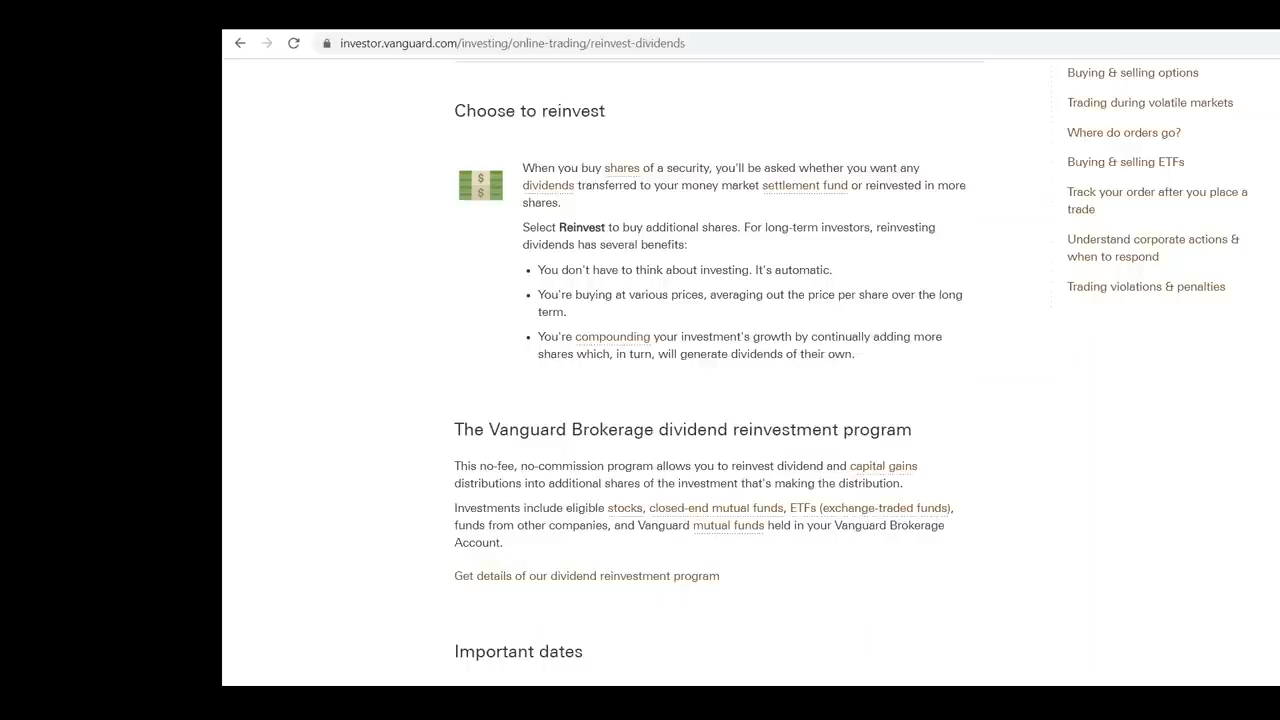 investor.vanguard.com/investing/online-trading/reinvest-dividends
Choose to reinvest
When you buy shares of a security, you'll be asked whether you want any
dividends transferred to your money market settlement fund or reinvested in more
shares.
Select Reinvest to buy additional shares. For long-term investors, reinvesting
dividends has several benefits:
• You don't have to think about investing. It's automatic.
• You're buying at various prices, averaging out the price per share over the long
term.
• You're compounding your investment's growth by continually adding more
shares which, in turn, will generate dividends of their own.
The Vanguard Brokerage dividend reinvestment program
This no-fee, no-commission program allows you to reinvest dividend and capital gains
distributions into additional shares of the investment that's making the distribution.
Investments include eligible stocks, closed-end mutual funds, ETFs (exchange-traded funds),
funds from other companies, and Vanguard mutual funds held in your Vanguard Brokerage
Account.
Get details of our dividend reinvestment program
Important dates
Buying & selling options
Trading during volatile markets
Where do orders go?
Buying & selling ETFs
Track your order after you place a
trade
Understand corporate actions &
when to respond
Trading violations & penalties